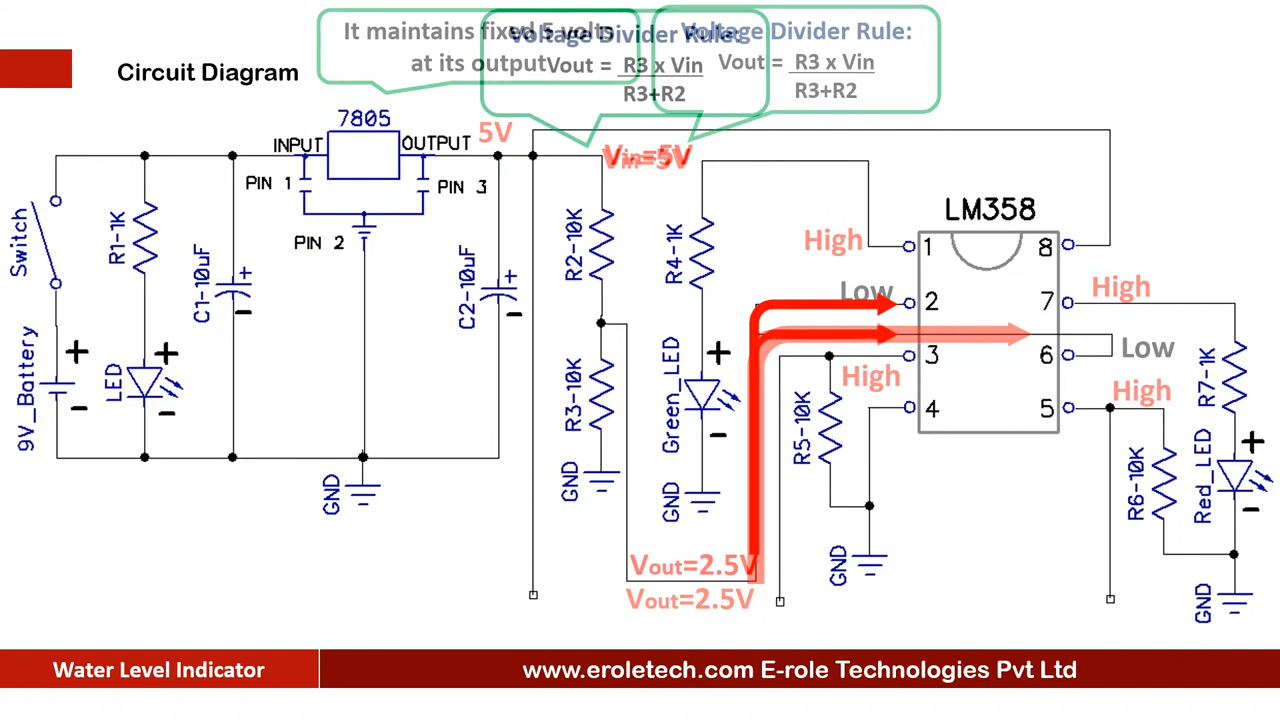 It maintains fixed 5 volts
at its output
Voltage Divider Rule:
Vout = R3 x Vin
R3+R2
Voltage Divider Rule:
Vout = R3 x Vin
R3+R2
Circuit Diagram
7805
INPUT
OUTPUT
5V
PIN 1
PIN 3
PIN 2
Vin=5V
Switch
R1-1K
C1-10uF
+
-
C2-10uF
+
-
R2-10K
R4-1K
LM358
High
1
8
Low
2
7
High
3
6
Low
High
4
5
High
9V_Battery
+
-
LED
+
-
R3-10K
Green_LED
+
-
R5-10K
R7-1K
R6-10K
Red_LED
+
-
GND
GND
GND
GND
GND
Vout=2.5V
Vout=2.5V
Water Level Indicator
www.eroletech.com E-role Technologies Pvt Ltd